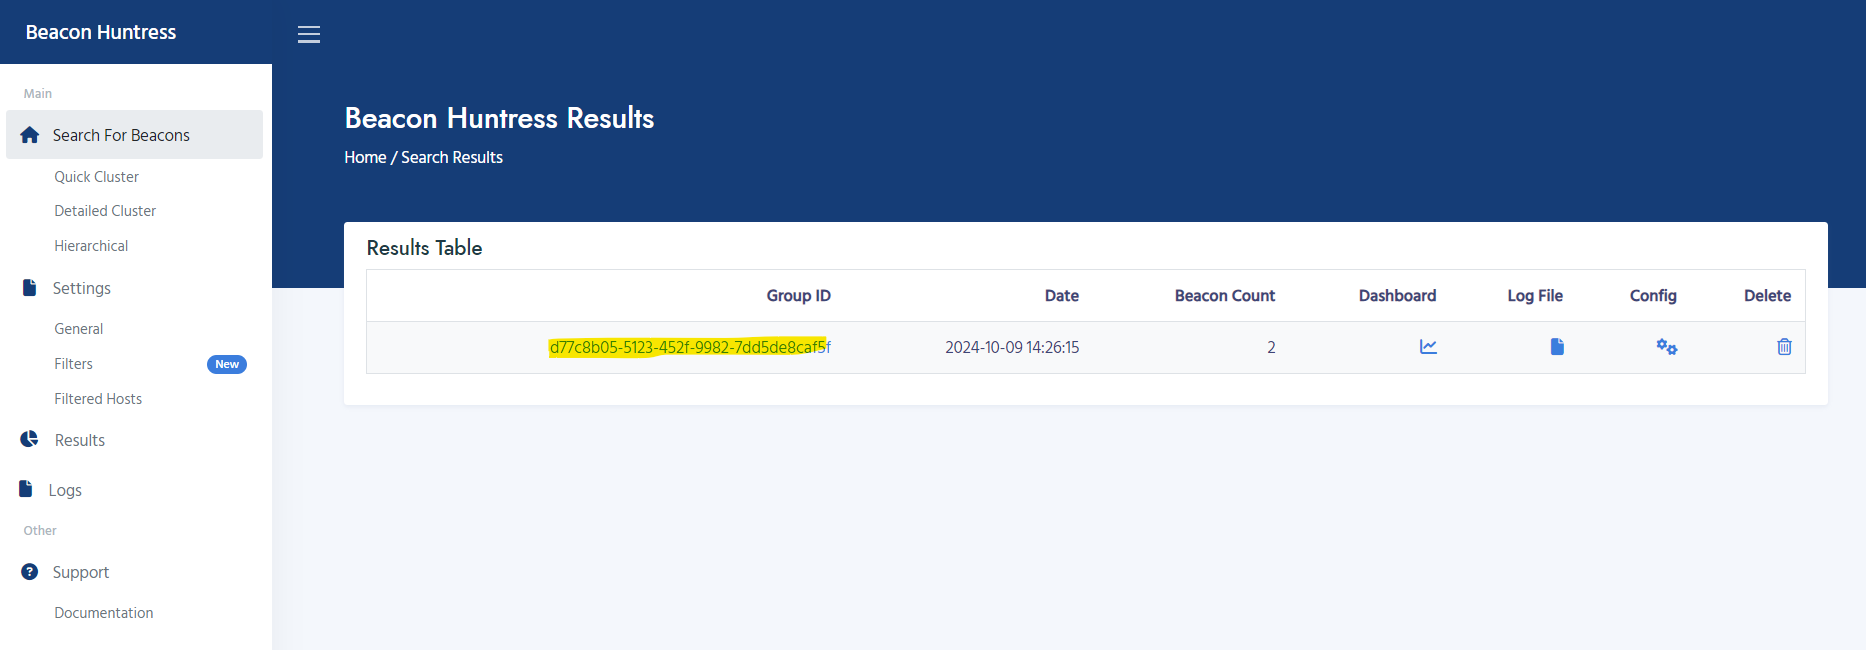 Beacon Huntress
Main
Search For Beacons
Quick Cluster
Detailed Cluster
Hierarchical
Settings
General
Filters New
Filtered Hosts
Results
Logs
Other
Support
Documentation
Beacon Huntress Results
Home / Search Results
Results Table
Group ID Date Beacon Count Dashboard Log File Config Delete
d77c8b05-5123-452f-9982-7dd5de8caf5f 2024-10-09 14:26:15 2